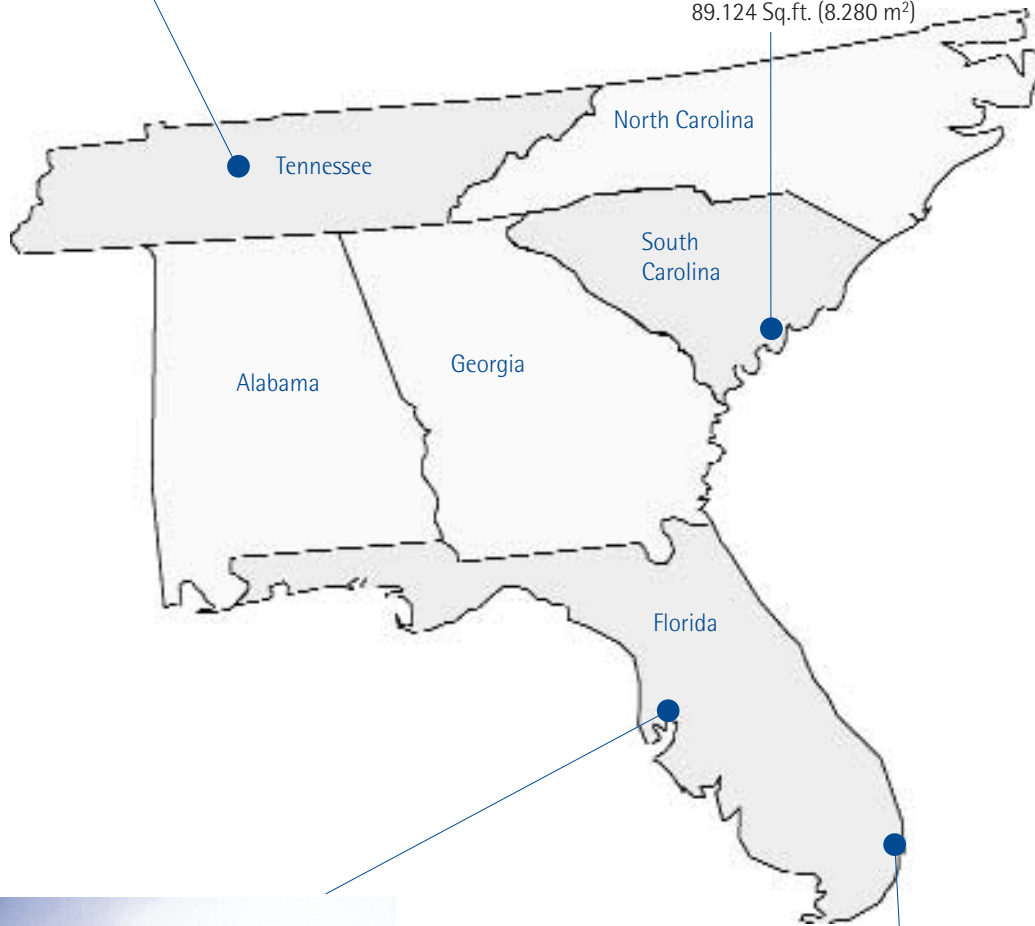 89.124 Sq.ft. (8.280 m²)
North Carolina
Tennessee
South
Carolina
Georgia
Alabama
Florida